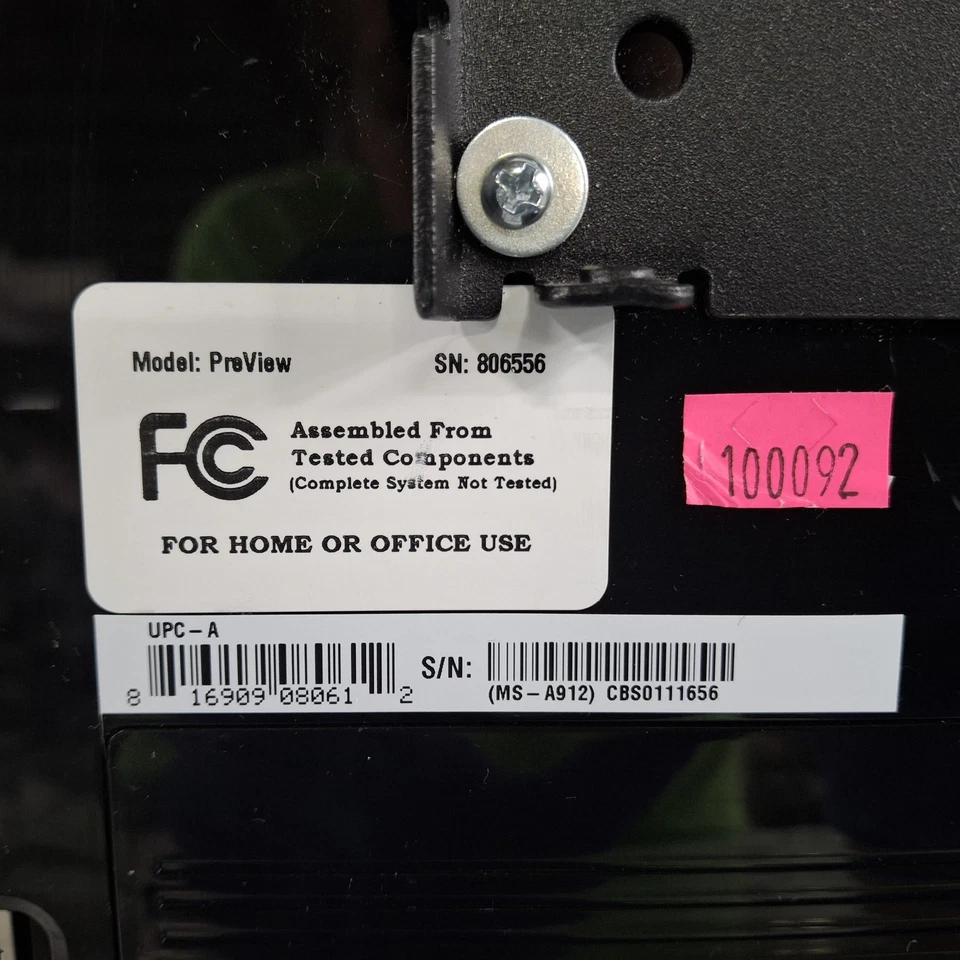 Model: PreView SN: 806556
FC Assembled From
Tested Components
(Complete System Not Tested)
FOR HOME OR OFFICE USE
100092
UPC-A
8 16909 08061 2
S/N:
(MS-A912) CBS0111656